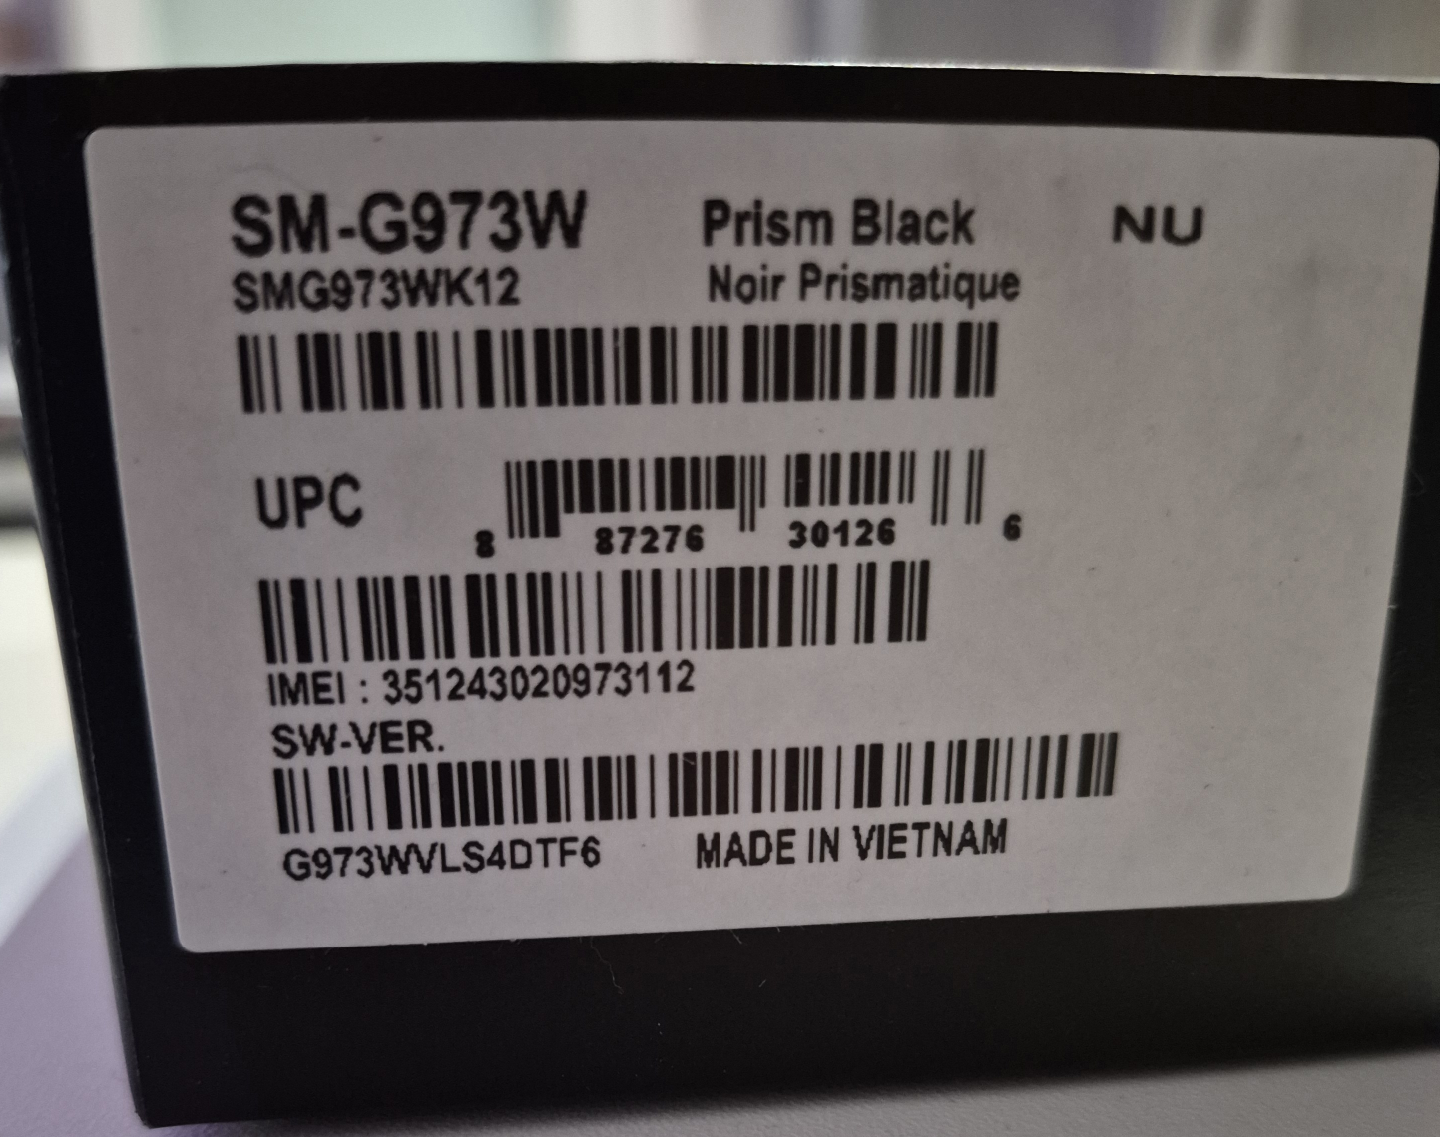 SM-G973W Prism Black NU
SMG973WK12 Noir Prismatique
UPC 8 87276 30126 6
IMEI : 351243020973112
SW-VER.
G973WVLS4DTF6 MADE IN VIETNAM